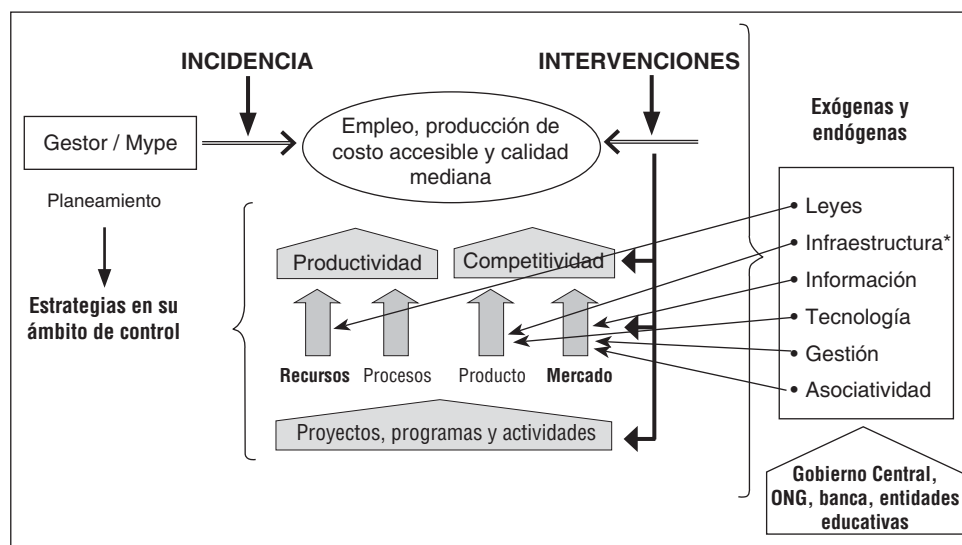 INCIDENCIA
INTERVENCIONES
Gestor / Mype
Empleo, producción de
costo accesible y calidad
mediana
Exógenas y
endógenas
Planeamiento
Estrategias en su
ámbito de control
Productividad
Competitividad
Recursos
Procesos
Producto
Mercado
Proyectos, programas y actividades
• Leyes
• Infraestructura*
• Información
• Tecnología
• Gestión
• Asociatividad
Gobierno Central,
ONG, banca, entidades
educativas